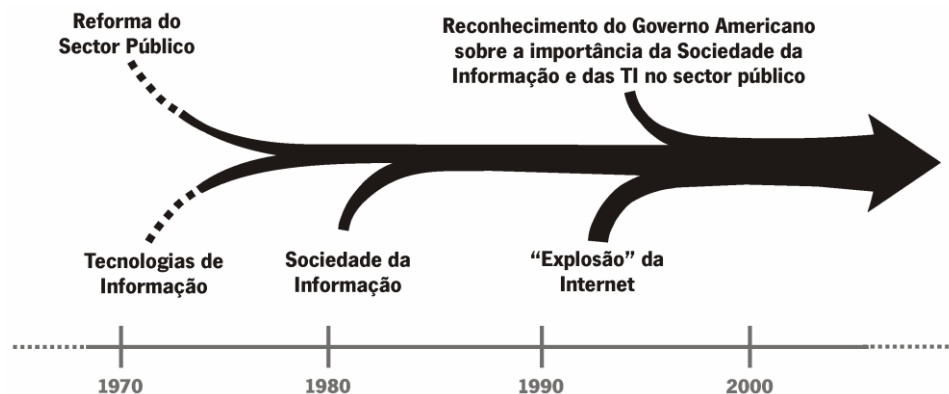 Reforma do
Sector Público
Reconhecimento do Governo Americano
sobre a importância da Sociedade da
Informação e das TI no sector público
Tecnologias de
Informação
Sociedade da
Informação
“Explosão” da
Internet
1970
1980
1990
2000